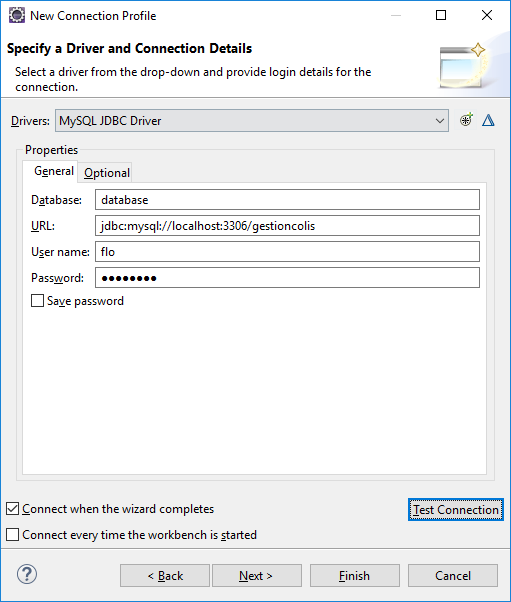 New Connection Profile
Specify a Driver and Connection Details
Select a driver from the drop-down and provide login details for the
connection.
Drivers: MySQL JDBC Driver
Properties
General Optional
Database: database
URL: jdbc:mysql://localhost:3306/gestioncolis
User name: flo
Password: ●●●●●●●●
Save password
Connect when the wizard completes
Test Connection
Connect every time the workbench is started
? < Back Next > Finish Cancel